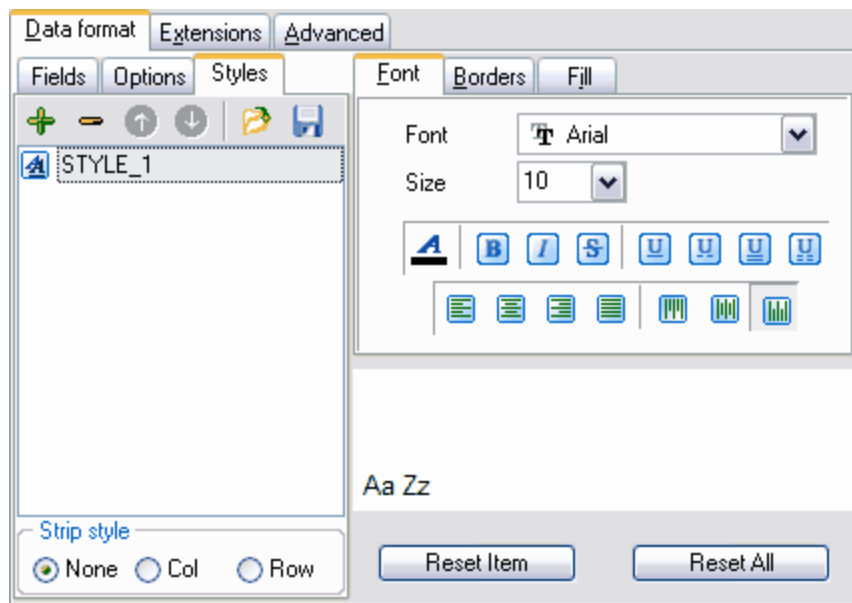 Data format Extensions Advanced
Fields Options Styles
Font Borders Fill
STYLE_1
Font Arial
Size 10
A B I S U U U U
Aa Zz
Strip style
None Col Row
Reset Item Reset All